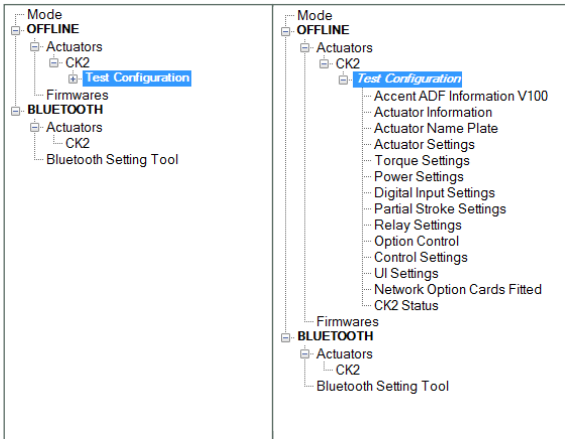 Mode
OFFLINE
Actuators
CK2
Test Configuration
Firmwares
BLUETOOTH
Actuators
CK2
Bluetooth Setting Tool
Mode
OFFLINE
Actuators
CK2
Test Configuration
Accent ADF Information V100
Actuator Information
Actuator Name Plate
Actuator Settings
Torque Settings
Power Settings
Digital Input Settings
Partial Stroke Settings
Relay Settings
Option Control
Control Settings
UI Settings
Network Option Cards Fitted
CK2 Status
Firmwares
BLUETOOTH
Actuators
CK2
Bluetooth Setting Tool